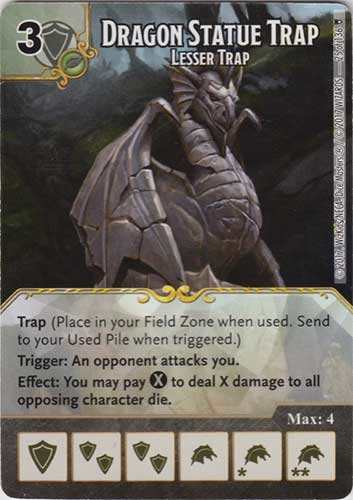 3
DRAGON STATUE TRAP
LESSER TRAP
Trap (Place in your Field Zone when used. Send
to your Used Pile when triggered.)
Trigger: An opponent attacks you.
Effect: You may pay X to deal X damage to all
opposing character die.
Max: 4
*
**